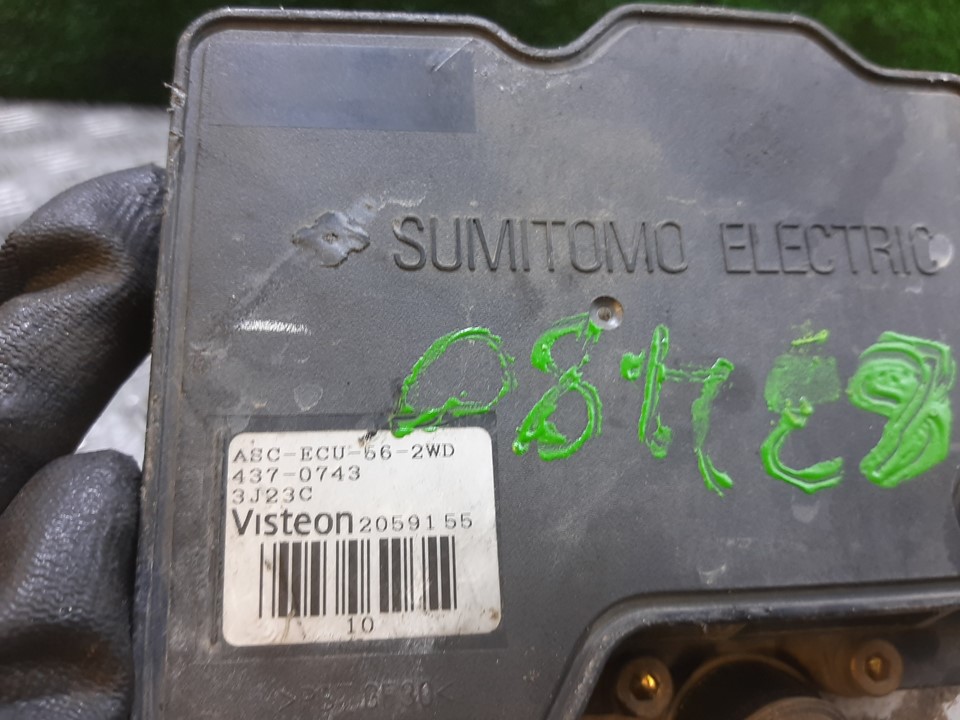 SUMITOMO ELECTRIC
ASC-ECU-56-2WD
437-0743
3J23C
Visteon 2059155
10